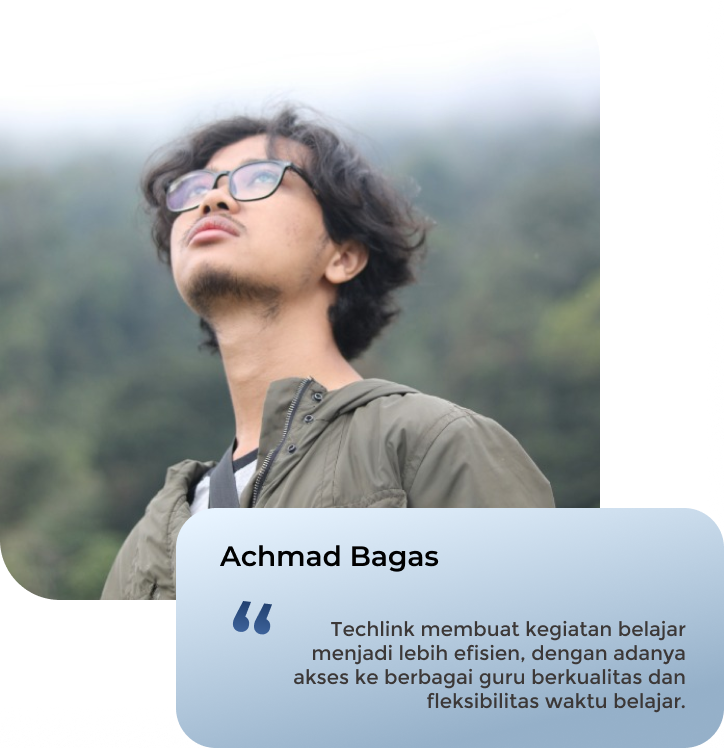 Achmad Bagas
“
Techlink membuat kegiatan belajar
menjadi lebih efisien, dengan adanya
akses ke berbagai guru berkualitas dan
fleksibilitas waktu belajar.